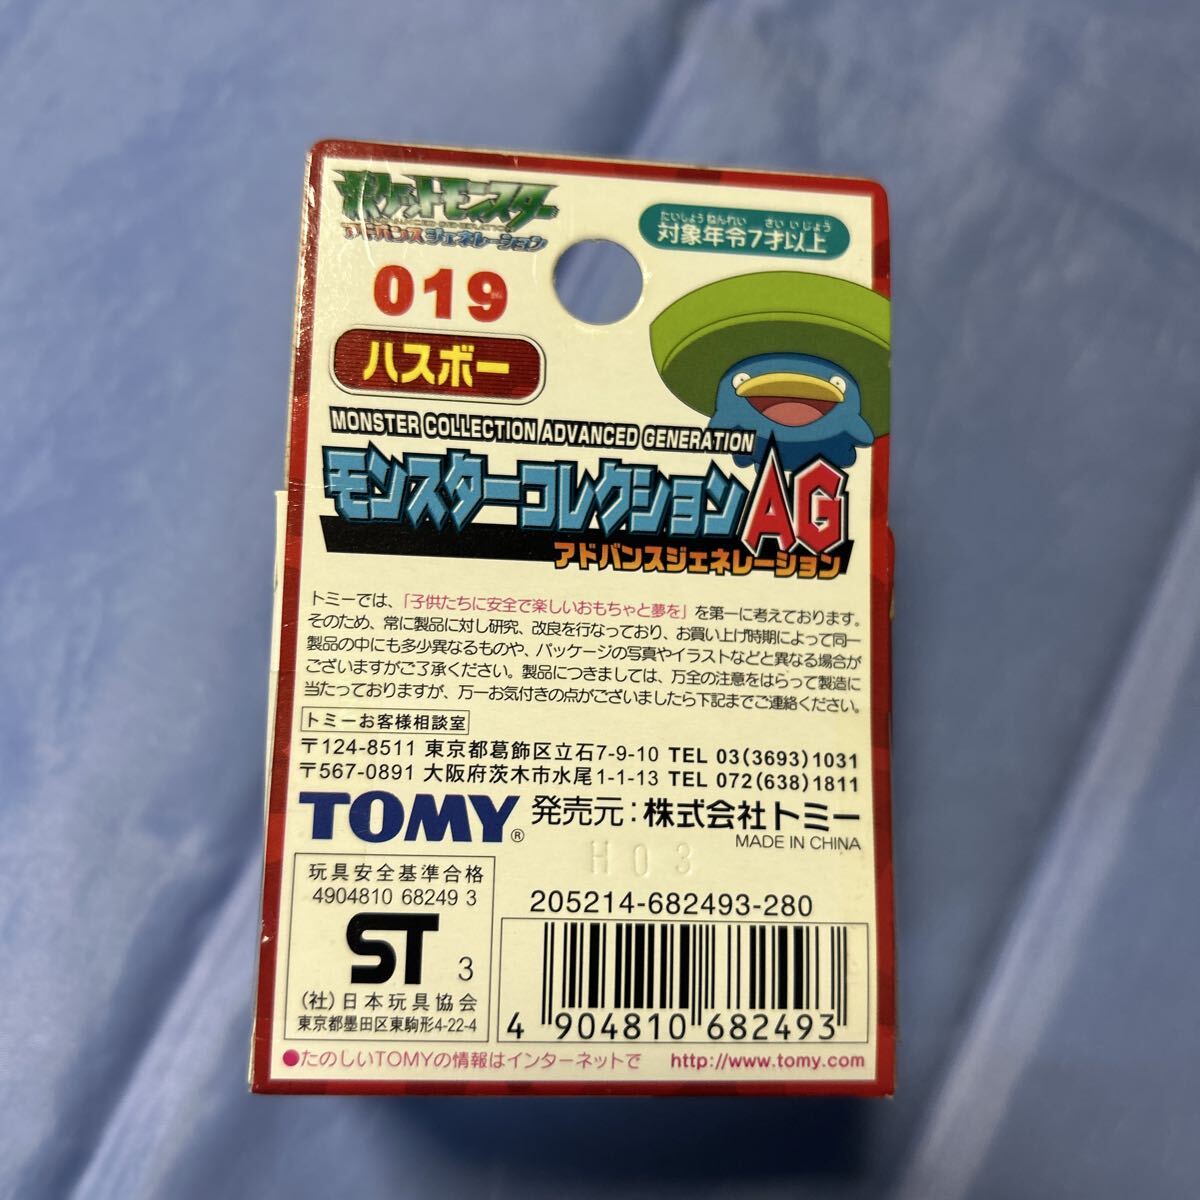 ポケットモンスター
アドバンスジェネレーション
たいしょうねんれい さいいじょう
対象年令7才以上
019
ハスボー
MONSTER COLLECTION ADVANCED GENERATION
モンスターコレクションAG
アドバンスジェネレーション
トミーでは、「子供たちに安全で楽しいおもちゃと夢を」を第一に考えております。
そのため、常に製品に対し研究、改良を行なっており、お買い上げ時期によって同一
製品の中にも多少異なるものや、パッケージの写真やイラストなどと異なる場合が
ございますがご了承ください。製品につきましては、万全の注意をはらって製造に
当たっておりますが、万一お気付きの点がございましたら下記までご連絡ください。
トミーお客様相談室
〒124-8511 東京都葛飾区立石7-9-10 TEL 03(3693)1031
〒567-0891 大阪府茨木市水尾1-1-13 TEL 072(638)1811
TOMY® 発売元:株式会社トミー
MADE IN CHINA
H03
玩具安全基準合格
4904810 68249 3
ST 3
(社)日本玩具協会
東京都墨田区東駒形4-22-4
205214-682493-280
4 904810 682493
●たのしいTOMYの情報はインターネットで http://www.tomy.com